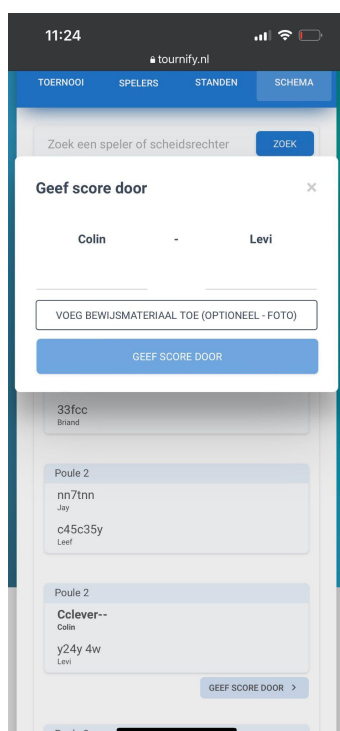 11:24
tournify.nl
TOERNOOI SPELERS STANDEN SCHEMA
Zoek een speler of scheidsrechter ZOEK
Geef score door ×
Colin - Levi
VOEG BEWIJSMATERIAAL TOE (OPTIONEEL - FOTO)
GEEF SCORE DOOR
33fcc
Briand
Poule 2
nn7tnn
Jay
c45c35y
Leef
Poule 2
Cclever--
Colin
y24y 4w
Levi
GEEF SCORE DOOR >